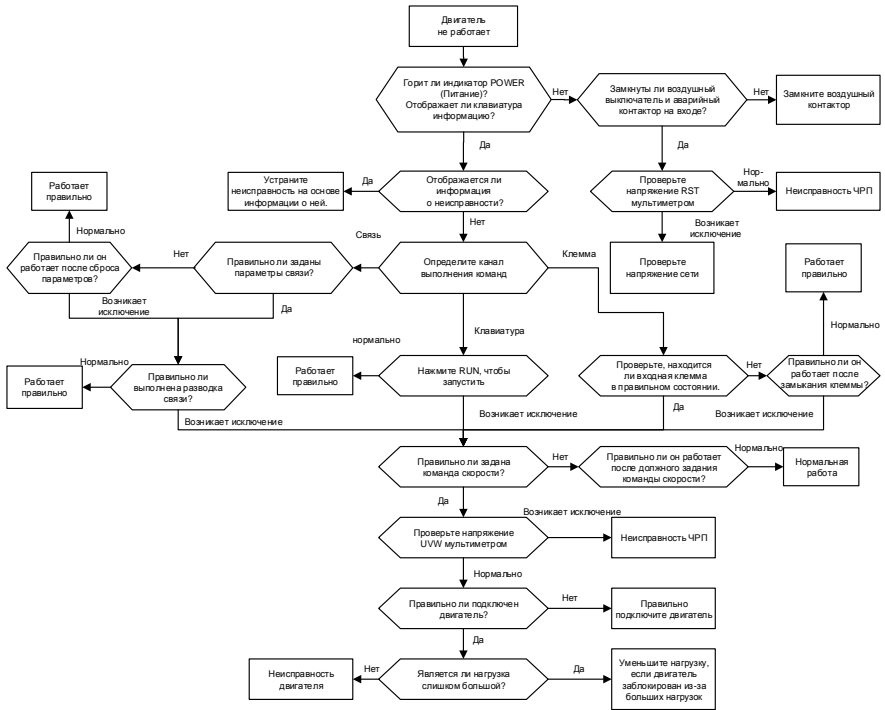 Двигатель
не работает
Горит ли индикатор POWER
(Питание)?
Отображает ли клавиатура
информацию?
Нет
Замкнуты ли воздушный
выключатель и аварийный
контактор на входе?
Нет
Замкните воздушный
контактор
Да
Да
Устраните
неисправность на основе
информации о ней.
Да
Отображается ли
информация
о неисправности?
Проверьте
напряжение RST
мультиметром
Нор-
мально
Неисправность ЧРП
Работает
правильно
Нормально
Нет
Возникает
исключение
Правильно ли он
работает после сброса
параметров?
Нет
Правильно ли заданы
параметры связи?
Связь
Определите канал
выполнения команд
Клемма
Проверьте
напряжение сети
Работает
правильно
Возникает
исключение
Да
Клавиатура
Нормально
Работает
правильно
Нормально
Правильно ли
выполнена разводка
связи?
нормально
Работает
правильно
Нажмите RUN, чтобы
запустить
Проверьте, находится
ли входная клемма
в правильном состоянии.
Нет
Правильно ли он
работает после
замыкания клеммы?
Возникает исключение
Возникает исключение
Да
Возникает исключение
Правильно ли задана
команда скорости?
Нет
Правильно ли он работает
после должного задания
команды скорости?
Нормально
Нормальная
работа
Да
Возникает исключение
Проверьте напряжение
UVW мультиметром
Неисправность ЧРП
Нормально
Правильно ли подключен
двигатель?
Нет
Правильно
подключите двигатель
Да
Неисправность
двигателя
Нет
Является ли нагрузка
слишком большой?
Да
Уменьшите нагрузку,
если двигатель
заблокирован из-за
больших нагрузок